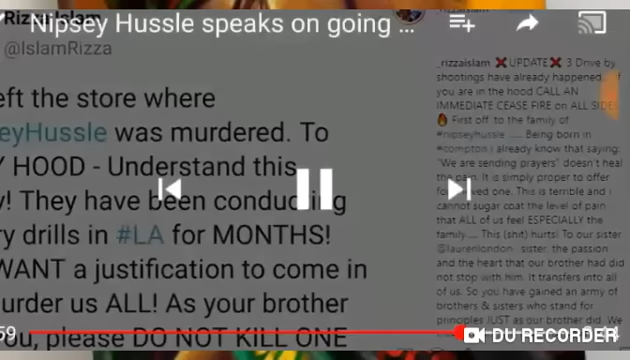 Rizza Islam
Nipsey Hussle speaks on going ...
@IslamRizza
eft the store where
eyHussle was murdered. To
Y HOOD - Understand this
y! They have been conducting
ry drills in #LA for MONTHS!
WANT a justification to come in
urder us ALL! As your brother
ou, please DO NOT KILL ONE
_rizzaislam ❌UPDATE❌ 3 Drive by
shootings have already happened. If
you are in the hood CALL AN
IMMEDIATE CEASE FIRE on ALL SIDES
🔥 First off to the family of
#nipseyhussle ..... Being born in
#compton I already know that saying:
"We are sending prayers" doesn't heal
the pain. It is simply proper to offer
for loved one. This is terrible and i
cannot sugar coat the level of pain
that ALL of us feel ESPECIALLY the
family.... This (shit) hurts! To our sister
@laurenlondon - sister, the passion
and the heart that our brother had did
not stop with him. It transfers into all
of us. So you have gained an army of
brothers & sisters who stand for
principles JUST as our brother did. We
:59
DU RECORDER